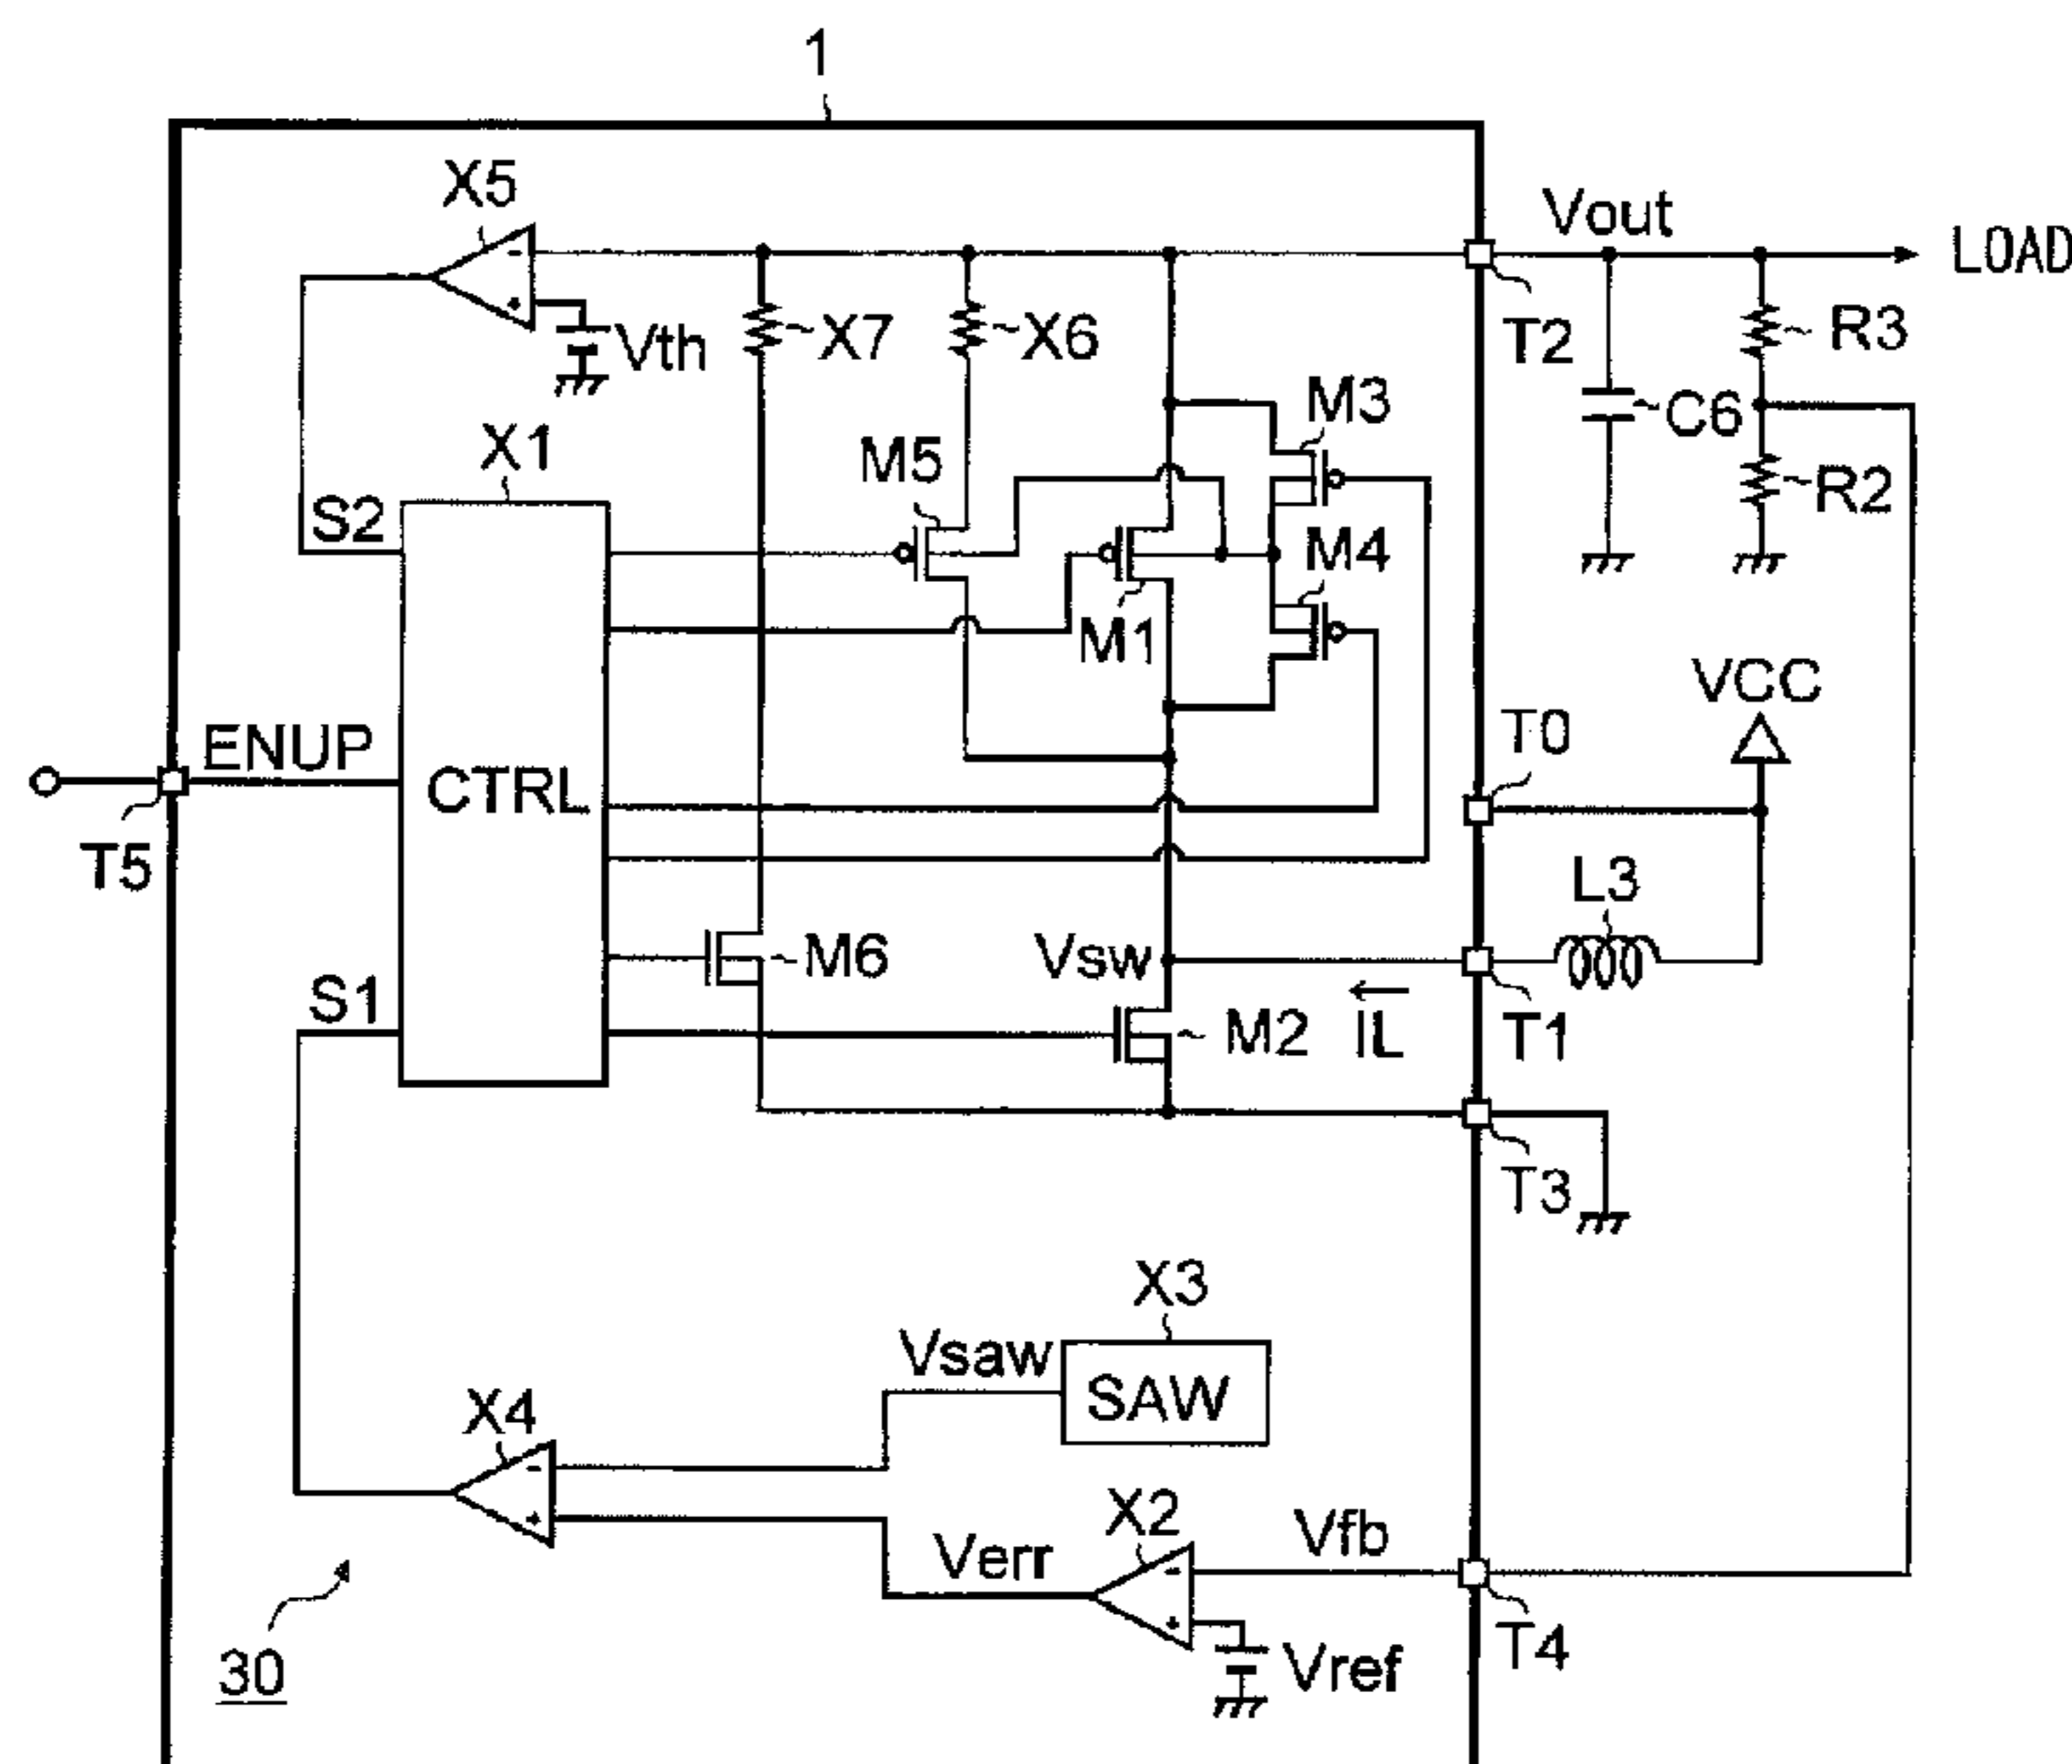 1
X5
Vout
LOAD
X7
X6
T2
R3
Vth
M3
C6
X1
M5
R2
S2
M4
M1
VCC
T0
ENUP
CTRL
T5
L3
M6
Vsw
S1
M2
IL
T1
T3
X3
Vsaw
SAW
X4
X2
Vfb
Verr
T4
30
Vref